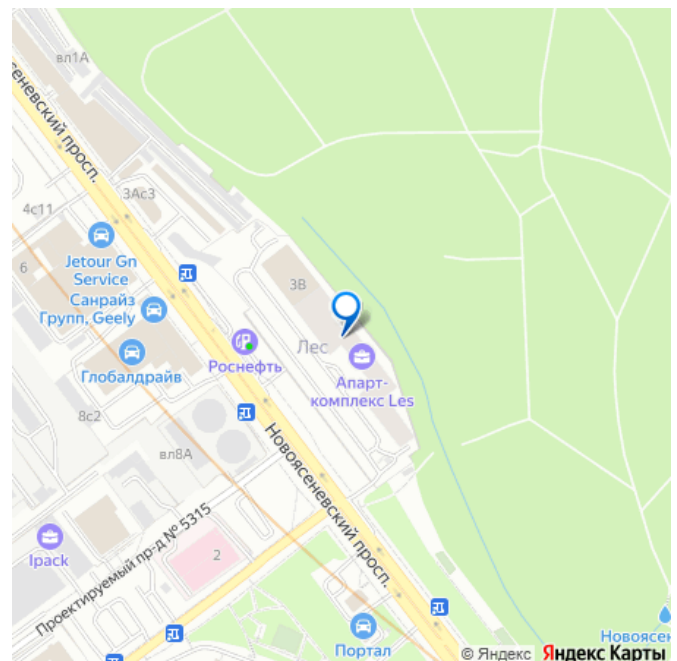 вл1А
сеневский просп.
3Ас3
4с11
Jetour Gn
Service
6
Санрайз
Групп, Geely
3В
Лес
Роснефть
Глобалдрайв
Апарт-
комплекс Les
8с2
вл8А
Новоясеневский просп.
Проектируемый пр-д № 5315
Ipack
2
Портал
Новоясен
© Яндекс Яндекс Карты